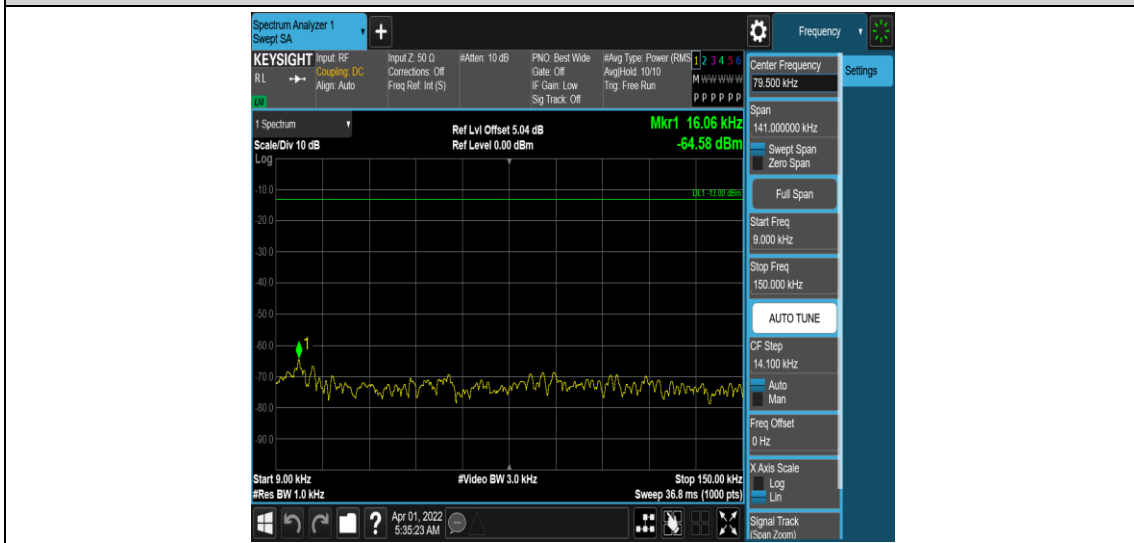 Spectrum Analyzer 1
Swept SA
+
Frequency
KEYSIGHT
RL
LXI
Input: RF
Coupling: DC
Align: Auto
Input Z: 50 Ω
Corrections: Off
Freq Ref: Int (S)
#Atten: 10 dB
PNO: Best Wide
Gate: Off
IF Gain: Low
Sig Track: Off
#Avg Type: Power (RMS
Avg|Hold: 10/10
Trig: Free Run
1 2 3 4 5 6
M W W W W W
P P P P P P
Center Frequency
79.500 kHz
Settings
Span
141.000000 kHz
Swept Span
Zero Span
Full Span
Start Freq
9.000 kHz
Stop Freq
150.000 kHz
AUTO TUNE
CF Step
14.100 kHz
Auto
Man
Freq Offset
0 Hz
X Axis Scale
Log
Lin
Signal Track
(Span Zoom)
1 Spectrum
Scale/Div 10 dB
Log
Ref Lvl Offset 5.04 dB
Ref Level 0.00 dBm
Mkr1 16.06 kHz
-64.58 dBm
DL1 -13.00 dBm
-10.0
-20.0
-30.0
-40.0
-50.0
-60.0
1
-70.0
-80.0
-90.0
Start 9.00 kHz
#Res BW 1.0 kHz
#Video BW 3.0 kHz
Stop 150.00 kHz
Sweep 36.8 ms (1000 pts)
?
Apr 01, 2022
5:35:23 AM